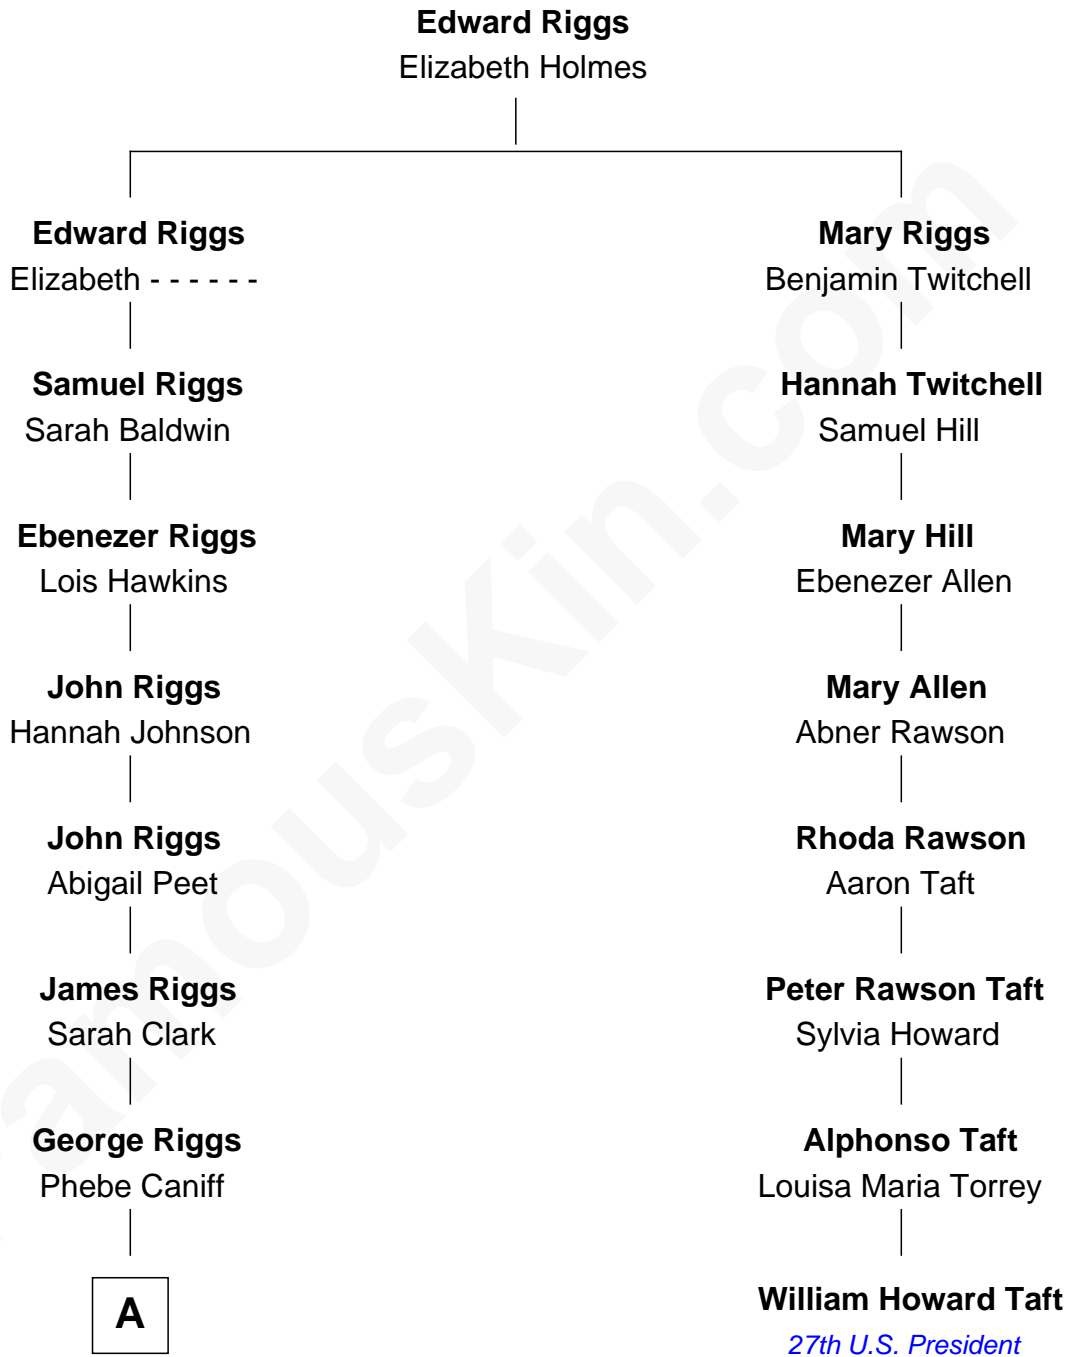 Edward Riggs
Elizabeth Holmes
Edward Riggs
Elizabeth - - - - - -
Mary Riggs
Benjamin Twitchell
Samuel Riggs
Sarah Baldwin
Hannah Twitchell
Samuel Hill
Ebenezer Riggs
Lois Hawkins
Mary Hill
Ebenezer Allen
John Riggs
Hannah Johnson
Mary Allen
Abner Rawson
John Riggs
Abigail Peet
Rhoda Rawson
Aaron Taft
James Riggs
Sarah Clark
Peter Rawson Taft
Sylvia Howard
George Riggs
Phebe Caniff
Alphonso Taft
Louisa Maria Torrey
A
William Howard Taft
27th U.S. President
amouskin.com